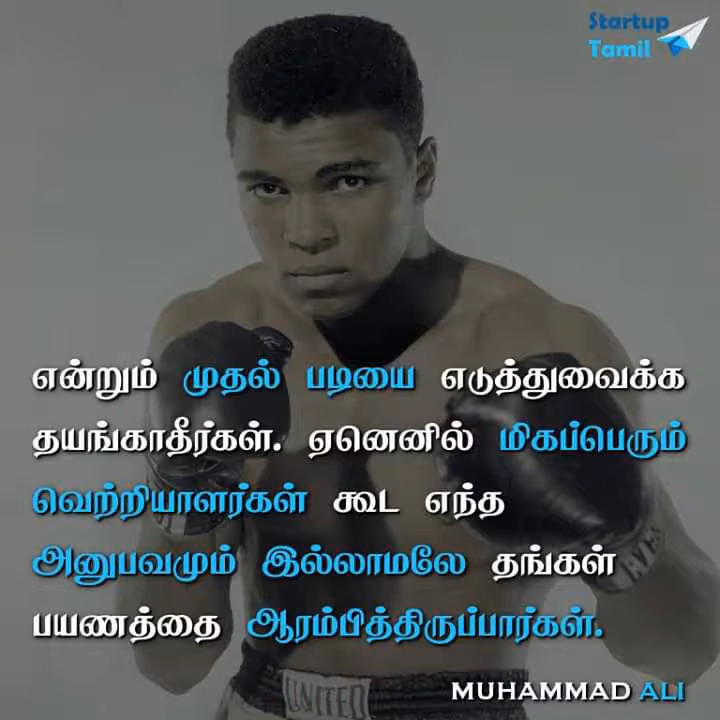 Startup
Tamil
என்றும் முதல் படியை எடுத்துவைக்க
தயங்காதீர்கள். ஏனெனில் மிகப்பெரும்
வெற்றியாளர்கள் கூட எந்த
அனுபவமும் இல்லாமலே தங்கள்
பயணத்தை ஆரம்பித்திருப்பார்கள்.
UNITED
MUHAMMAD ALI